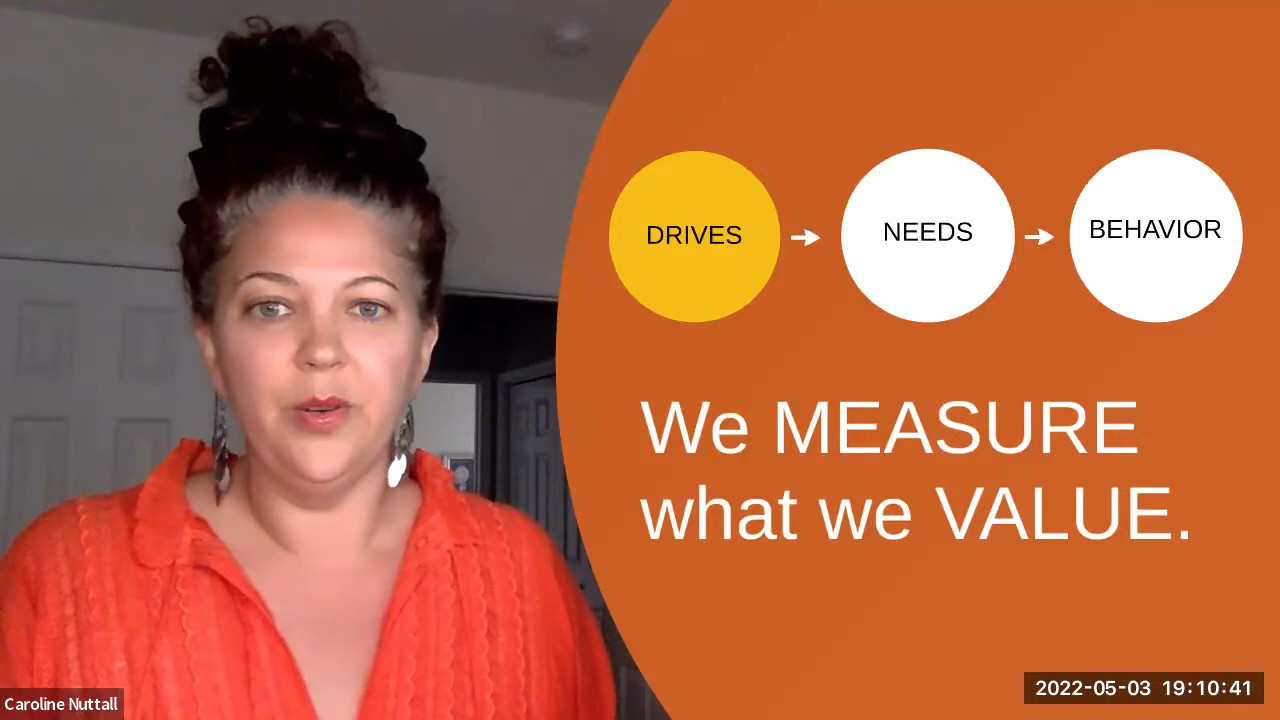 DRIVES
NEEDS
BEHAVIOR
We MEASURE
what we VALUE.
Caroline Nuttall
2022-05-03 19:10:41